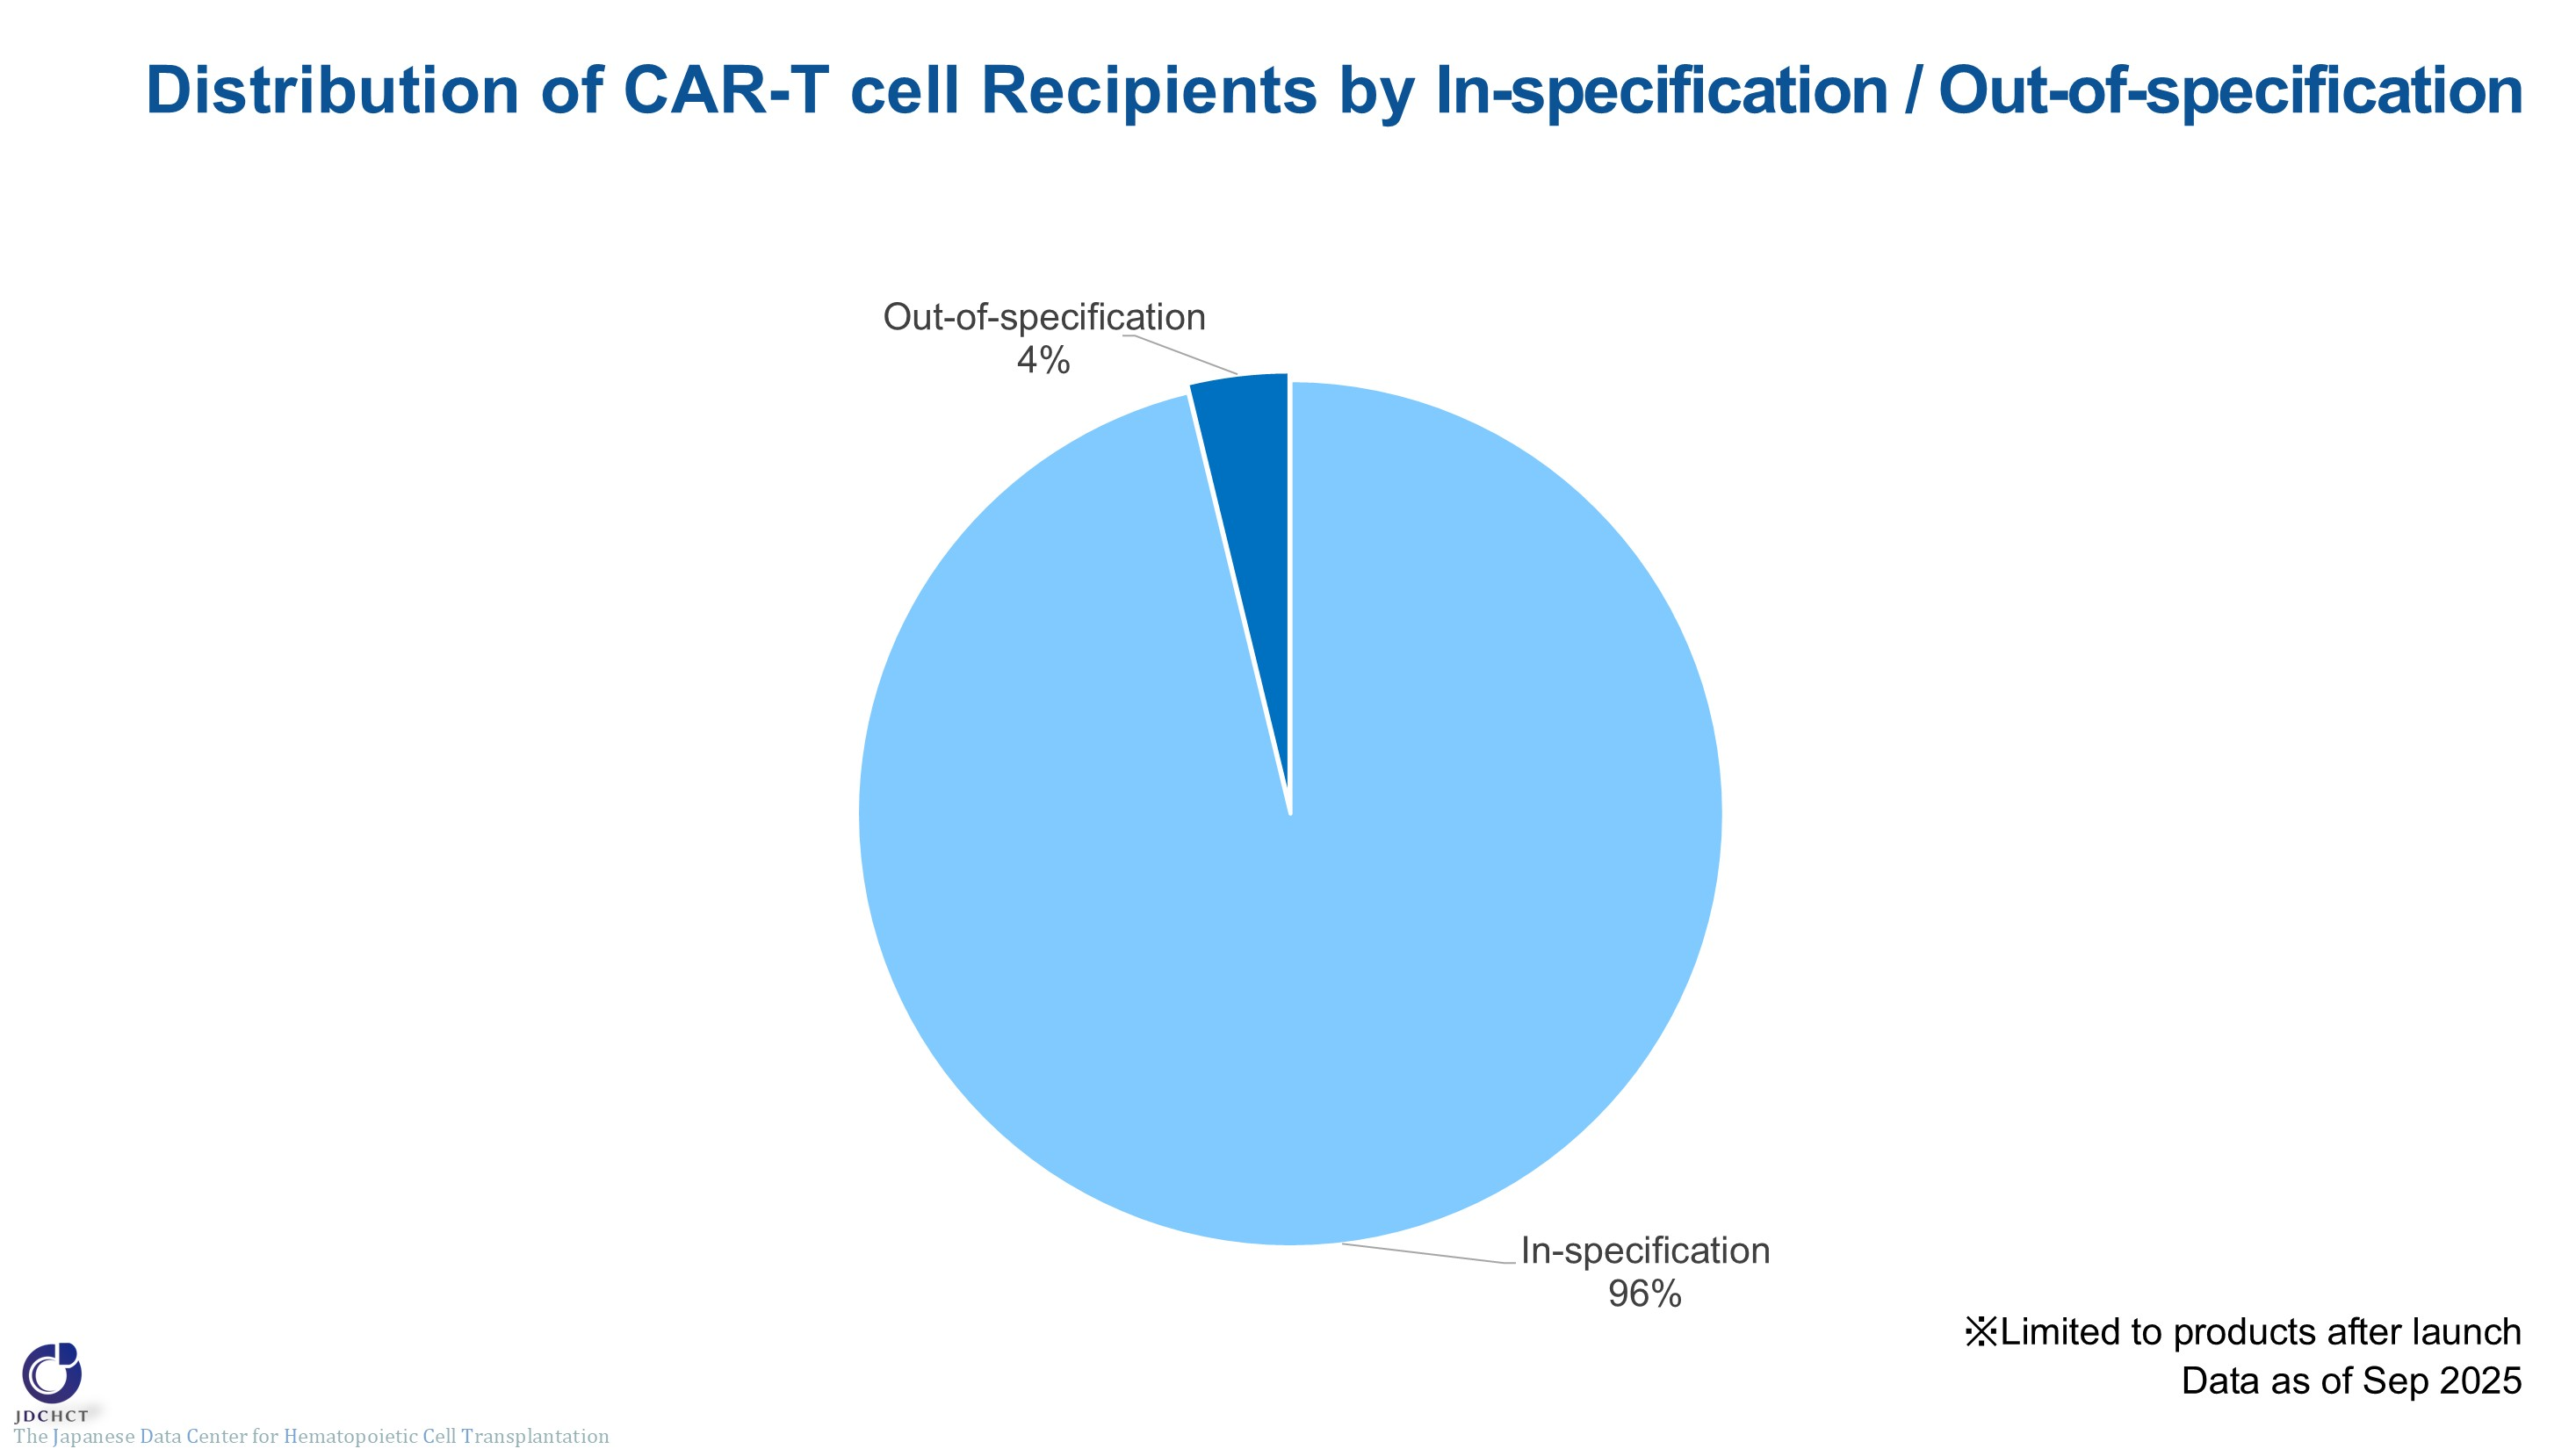 Distribution of CAR-T cell Recipients by In-specification / Out-of-specification
Out-of-specification
4%
In-specification
96%
※Limited to products after launch
Data as of Sep 2025
JDCHCT
The Japanese Data Center for Hematopoietic Cell Transplantation